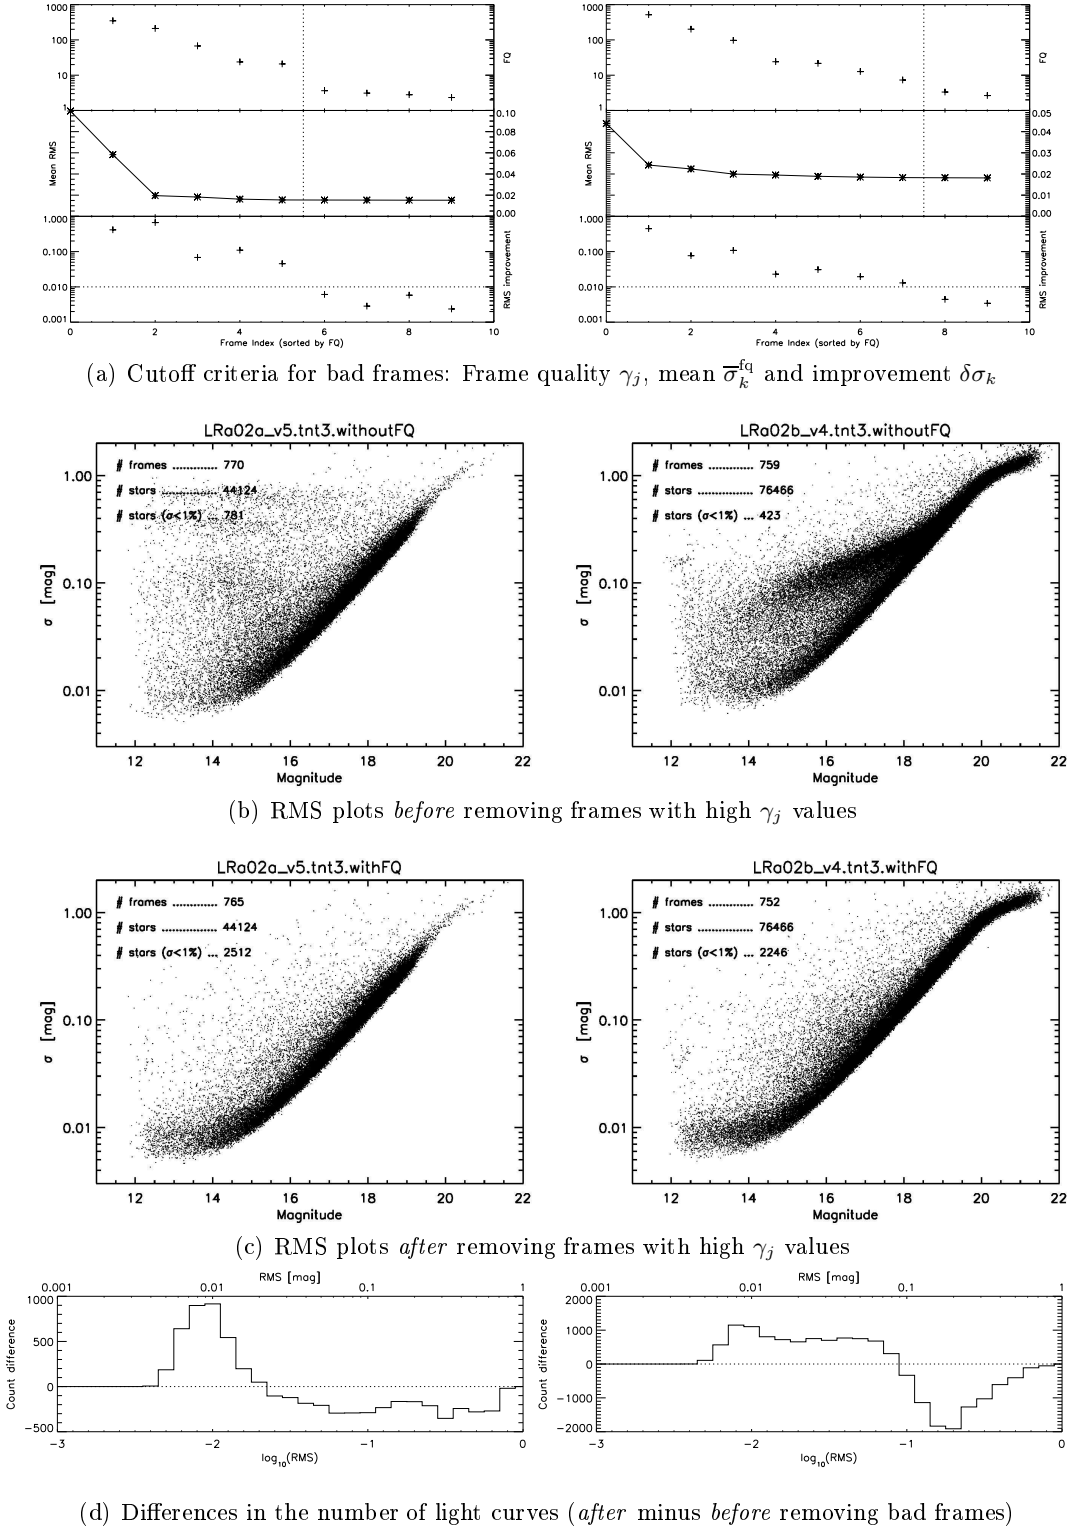 1000
100
10
1
FQ
1000
100
10
1
FQ
Mean RMS
0.10
0.08
0.06
0.04
0.02
0.00
Mean RMS
0.05
0.04
0.03
0.02
0.01
0.00
1.000
0.100
0.010
0.001
RMS improvement
1.000
0.100
0.010
0.001
RMS improvement
0 2 4 6 8 10
0 2 4 6 8 10
Frame Index (sorted by FQ)
Frame Index (sorted by FQ)
(a) Cutoff criteria for bad frames: Frame quality γj, mean σ̅kfq and improvement δσk
LRa02a_v5.tnt3.withoutFQ
# frames ............. 770
# stars ................ 44124
# stars (σ<1%) ... 781
1.00
0.10
0.01
σ [mag]
12 14 16 18 20 22
Magnitude
LRa02b_v4.tnt3.withoutFQ
# frames ............. 759
# stars ................ 76466
# stars (σ<1%) ... 423
1.00
0.10
0.01
σ [mag]
12 14 16 18 20 22
Magnitude
(b) RMS plots before removing frames with high γj values
LRa02a_v5.tnt3.withFQ
# frames ............. 765
# stars ................ 44124
# stars (σ<1%) ... 2512
1.00
0.10
0.01
σ [mag]
12 14 16 18 20 22
Magnitude
LRa02b_v4.tnt3.withFQ
# frames ............. 752
# stars ................ 76466
# stars (σ<1%) ... 2246
1.00
0.10
0.01
σ [mag]
12 14 16 18 20 22
Magnitude
(c) RMS plots after removing frames with high γj values
RMS [mag]
0.001 0.01 0.1 1
1000
500
0
-500
Count difference
-3 -2 -1 0
log10(RMS)
RMS [mag]
0.001 0.01 0.1 1
2000
1000
0
-1000
-2000
Count difference
-3 -2 -1 0
log10(RMS)
(d) Differences in the number of light curves (after minus before removing bad frames)